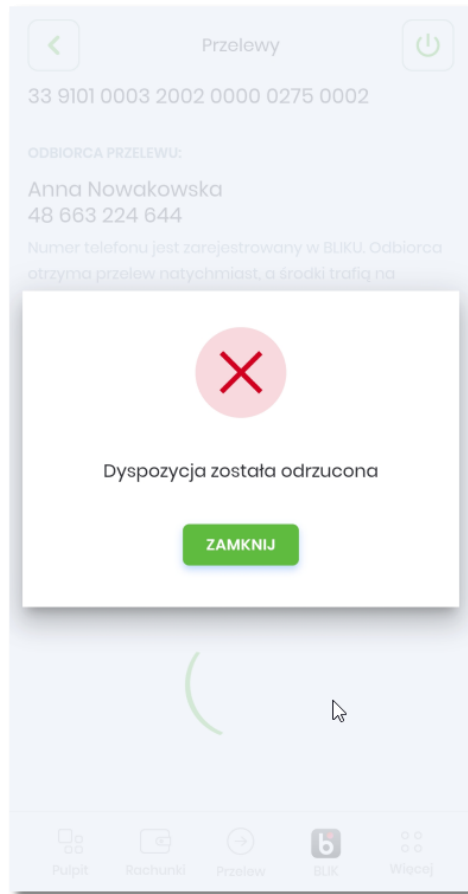 Przelewy
33 9101 0003 2002 0000 0275 0002
ODBIORCA PRZELEWU:
Anna Nowakowska
48 663 224 644
Numer telefonu jest zarejestrowany w BLIKU. Odbiorca
otrzyma przelew natychmiast, a środki trafią na
Dyspozycja została odrzucona
ZAMKNIJ
Pulpit Rachunki Przelew BLIK Więcej